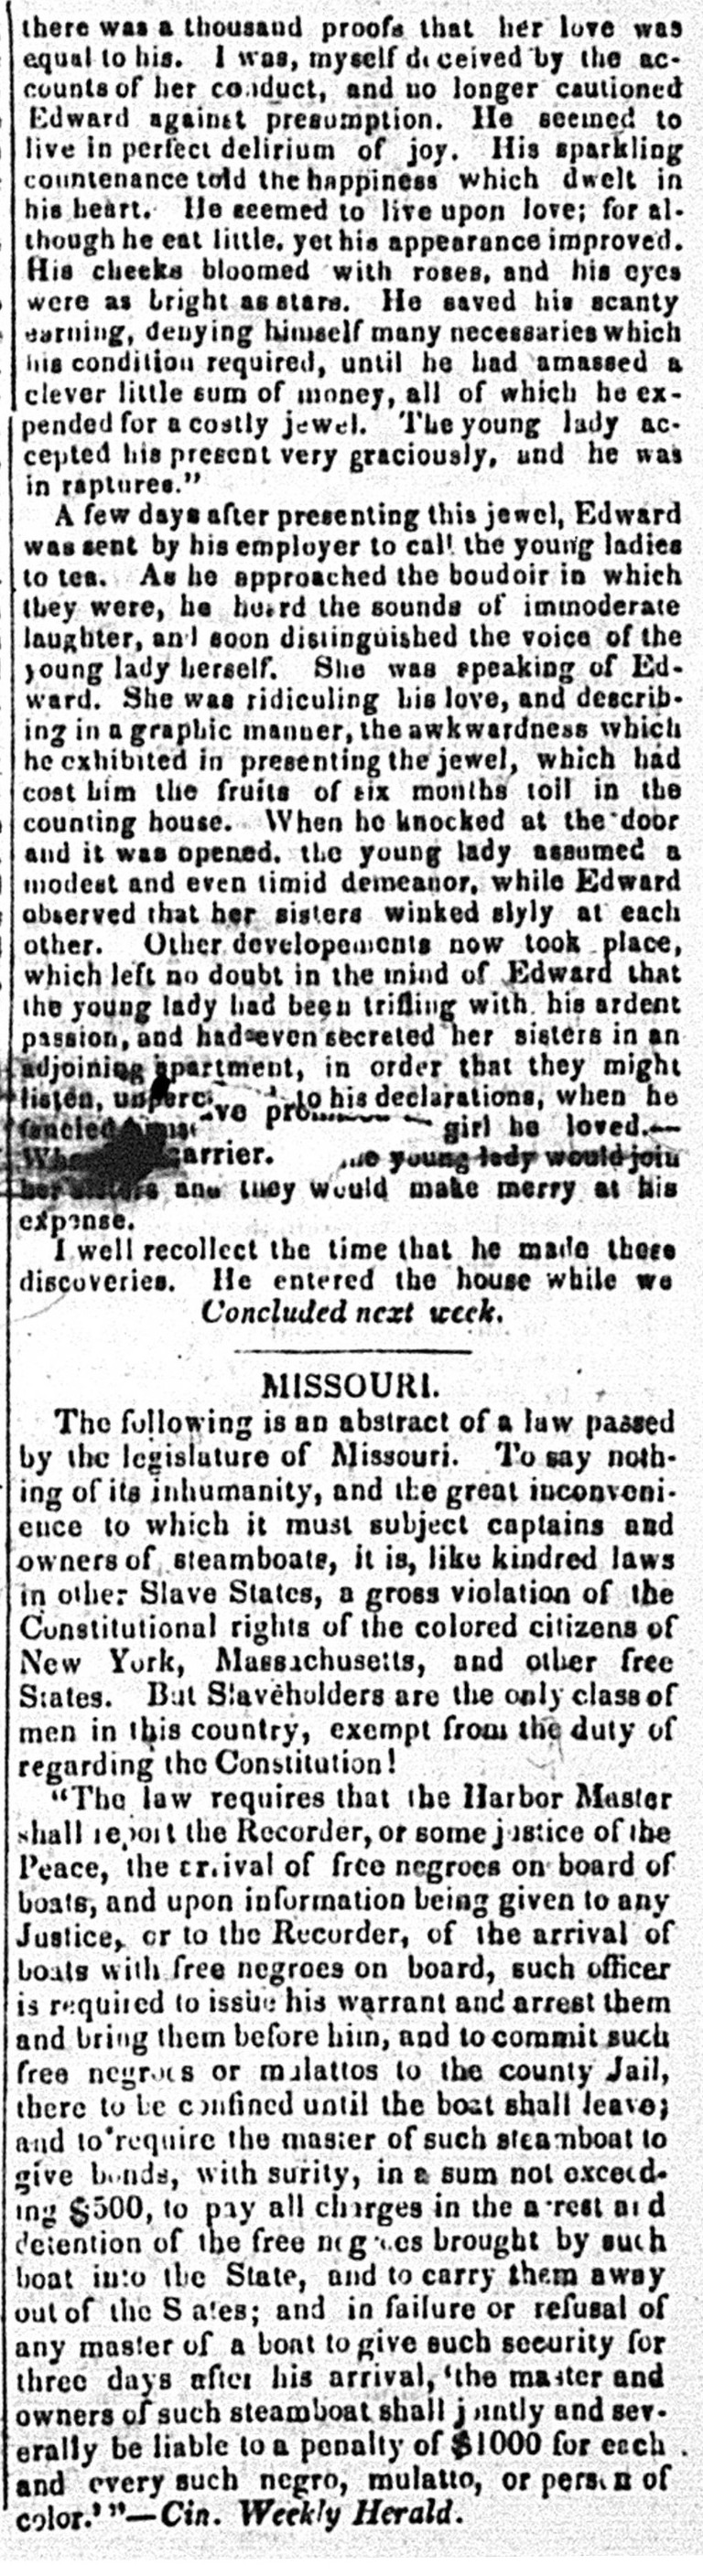 there was a thousand proofs that her love was
equal to his. I was, myself deceived by the ac-
counts of her conduct, and no longer cautioned
Edward against presumption. He seemed to
live in perfect delirium of joy. His sparkling
countenance told the happiness which dwelt in
his heart. He seemed to live upon love; for al-
though he eat little, yet his appearance improved.
His cheeks bloomed with roses, and his eyes
were as bright as stars. He saved his scanty
earning, denying himself many necessaries which
his condition required, until he had amassed a
clever little sum of money, all of which he ex-
pended for a costly jewel. The young lady ac-
cepted his present very graciously, and he was
in raptures."
A few days after presenting this jewel, Edward
was sent by his employer to call the young ladies
to tea. As he approached the boudoir in which
they were, he heard the sounds of immoderate
laughter, and soon distinguished the voice of the
young lady herself. She was speaking of Ed-
ward. She was ridiculing his love, and describ-
ing in a graphic manner, the awkwardness which
he exhibited in presenting the jewel, which had
cost him the fruits of six months toil in the
counting house. When he knocked at the door
and it was opened, the young lady assumed a
modest and even timid demeanor, while Edward
observed that her sisters winked slyly at each
other. Other developements now took place,
which left no doubt in the mind of Edward that
the young lady had been trifling with his ardent
passion, and had even secreted her sisters in an
adjoining apartment, in order that they might
listen, to his declarations, when he
fancied girl he loved.—
arrier. young lady would join
her sisters and they would make merry at his
expense.
I well recollect the time that he made these
discoveries. He entered the house while we
Concluded next week.
MISSOURI.
The following is an abstract of a law passed
by the legislature of Missouri. To say noth-
ing of its inhumanity, and the great inconveni-
ence to which it must subject captains and
owners of steamboats, it is, like kindred laws
in other Slave States, a gross violation of the
Constitutional rights of the colored citizens of
New York, Massachusetts, and other free
States. But Slaveholders are the only class of
men in this country, exempt from the duty of
regarding the Constitution!
"The law requires that the Harbor Master
shall report the Recorder, or some justice of the
Peace, the arrival of free negroes on board of
boats, and upon information being given to any
Justice, or to the Recorder, of the arrival of
boats with free negroes on board, such officer
is required to issue his warrant and arrest them
and bring them before him, and to commit such
free negroes or mulattos to the county Jail,
there to be confined until the boat shall leave;
and to require the master of such steamboat to
give bonds, with surity, in a sum not exceed-
ing $500, to pay all charges in the arrest and
detention of the free negroes brought by such
boat into the State, and to carry them away
out of the States; and in failure or refusal of
any master of a boat to give such security for
three days after his arrival, 'the master and
owners of such steamboat shall jointly and sev-
erally be liable to a penalty of $1000 for each
and every such negro, mulatto, or person of
color.'"—Cin. Weekly Herald.